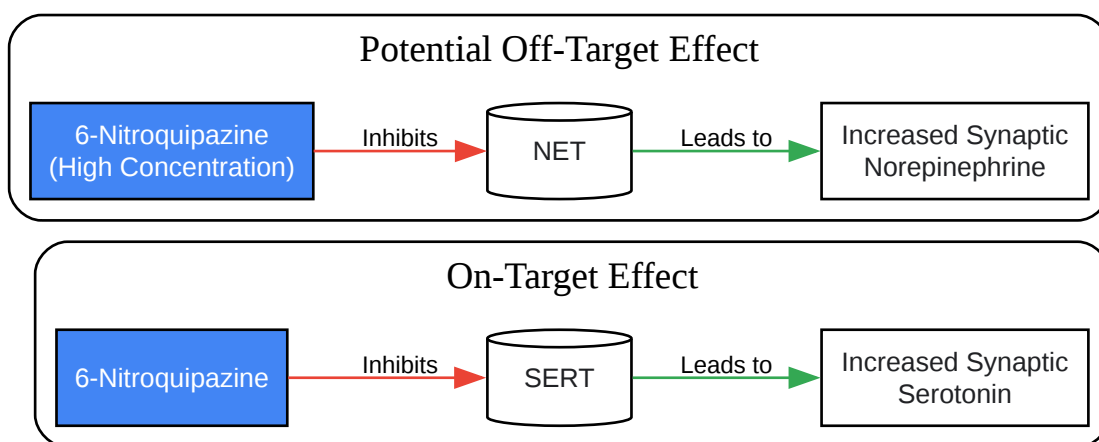 Potential Off-Target Effect
6-Nitroquipazine
(High Concentration)
Inhibits
NET
Leads to
Increased Synaptic
Norepinephrine
On-Target Effect
6-Nitroquipazine
Inhibits
SERT
Leads to
Increased Synaptic
Serotonin